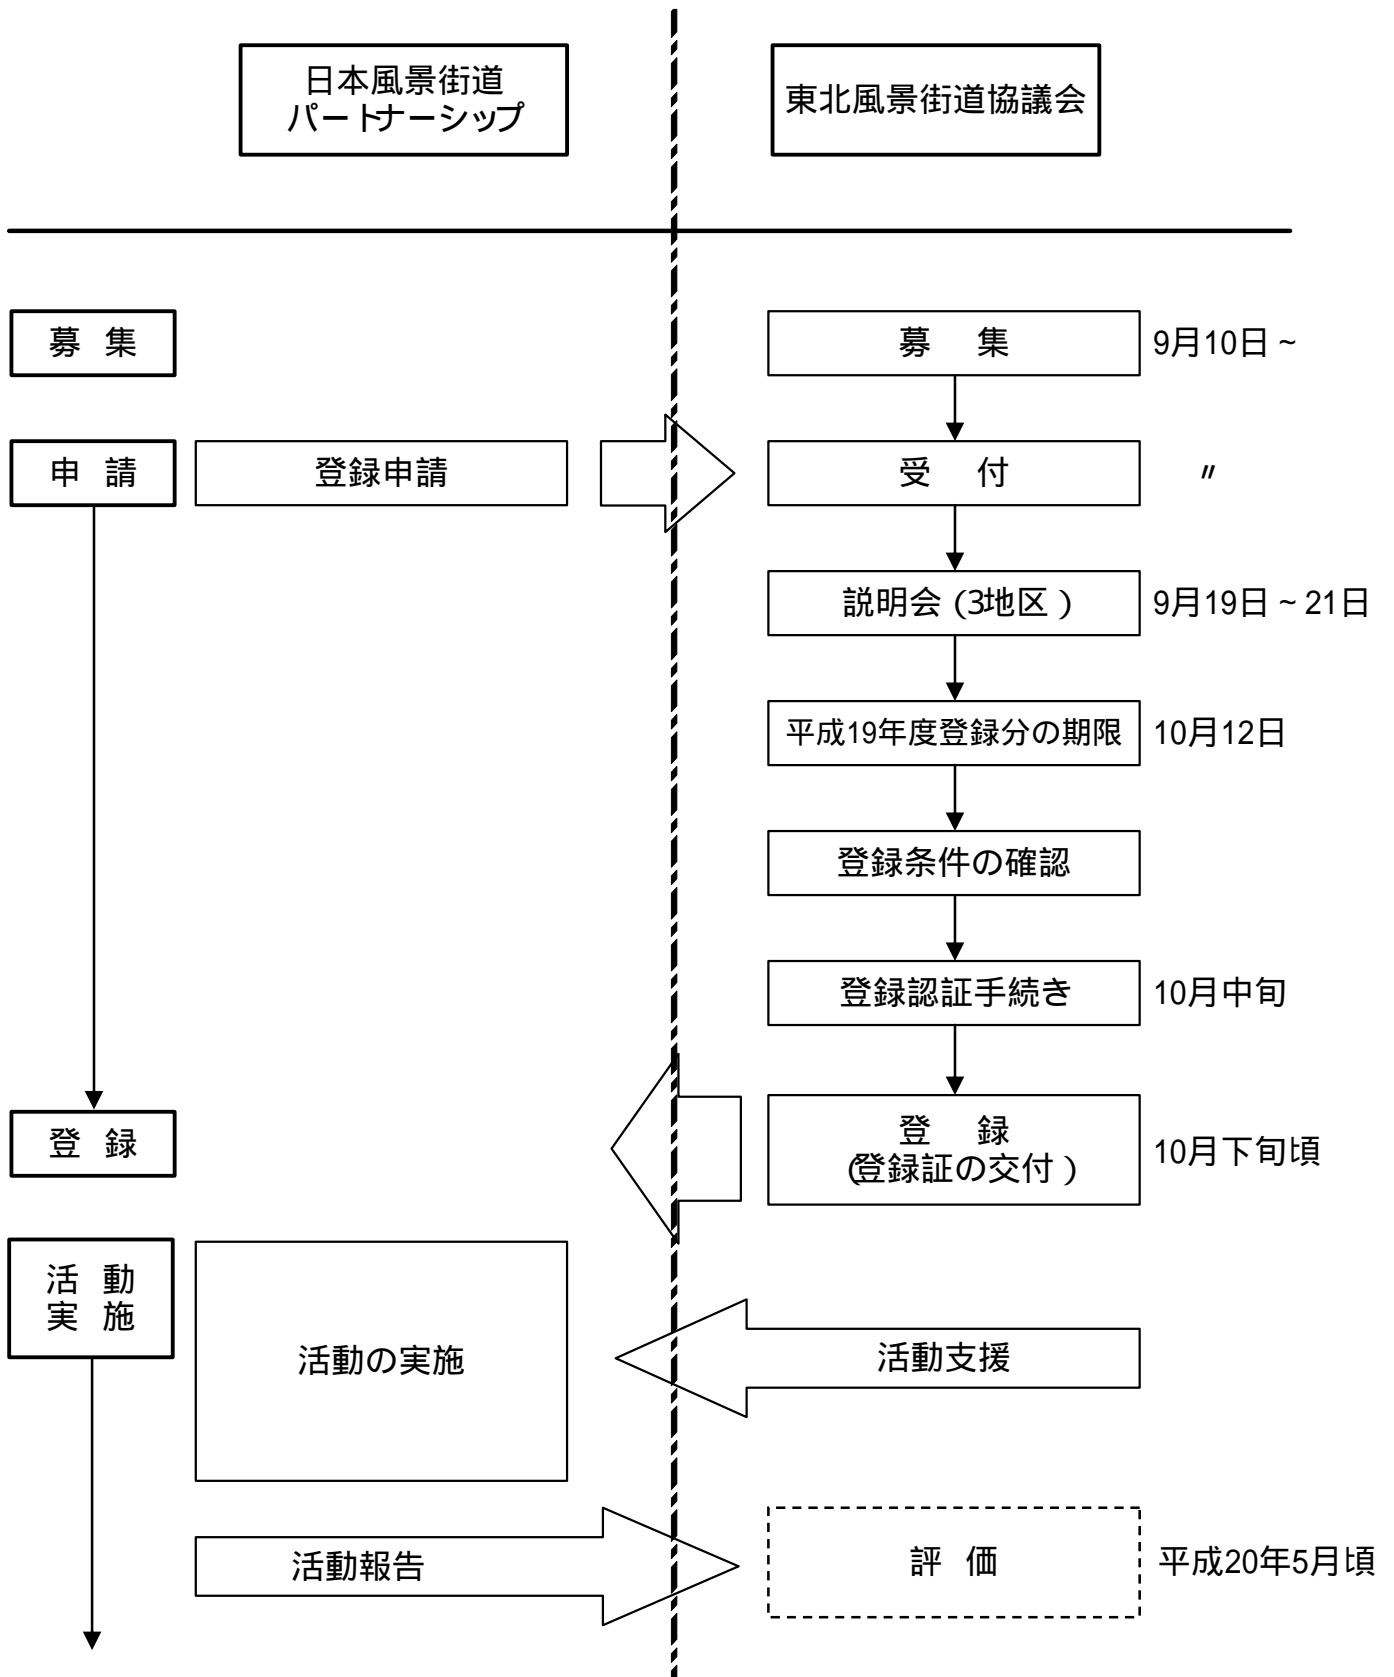 日本風景街道
パートナーシップ
東北風景街道協議会
募 集
募 集
9月10日~
申 請
登録申請
受 付
〃
説明会(3地区)
9月19日~21日
平成19年度登録分の期限
10月12日
登録条件の確認
登録認証手続き
10月中旬
登 録
登 録
(登録証の交付)
10月下旬頃
活 動
実 施
活動の実施
活動支援
活動報告
評 価
平成20年5月頃